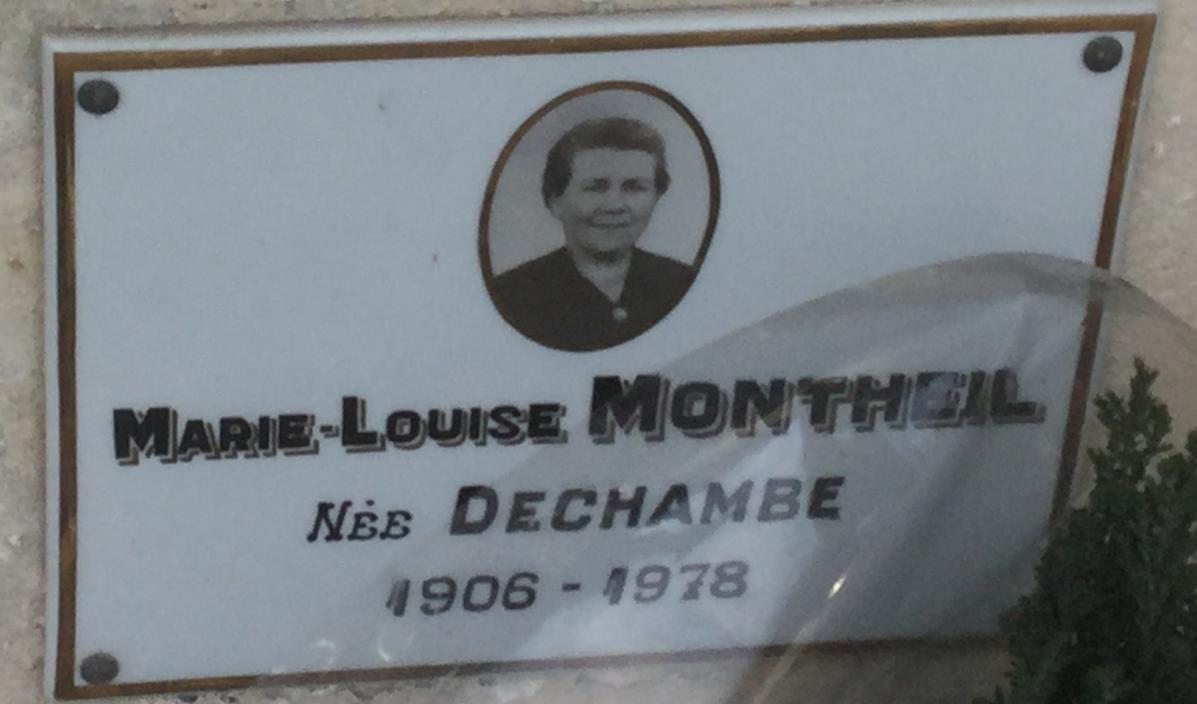 MARIE-LOUISE MONTHEIL
NÉE DECHAMBE
1906 - 1978